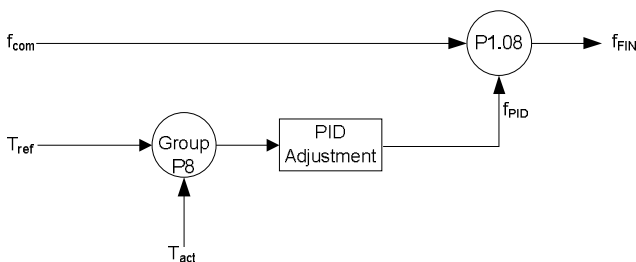 f_com
P1.08
f_FIN
f_PID
T_ref
Group
P8
PID
Adjustment
T_act